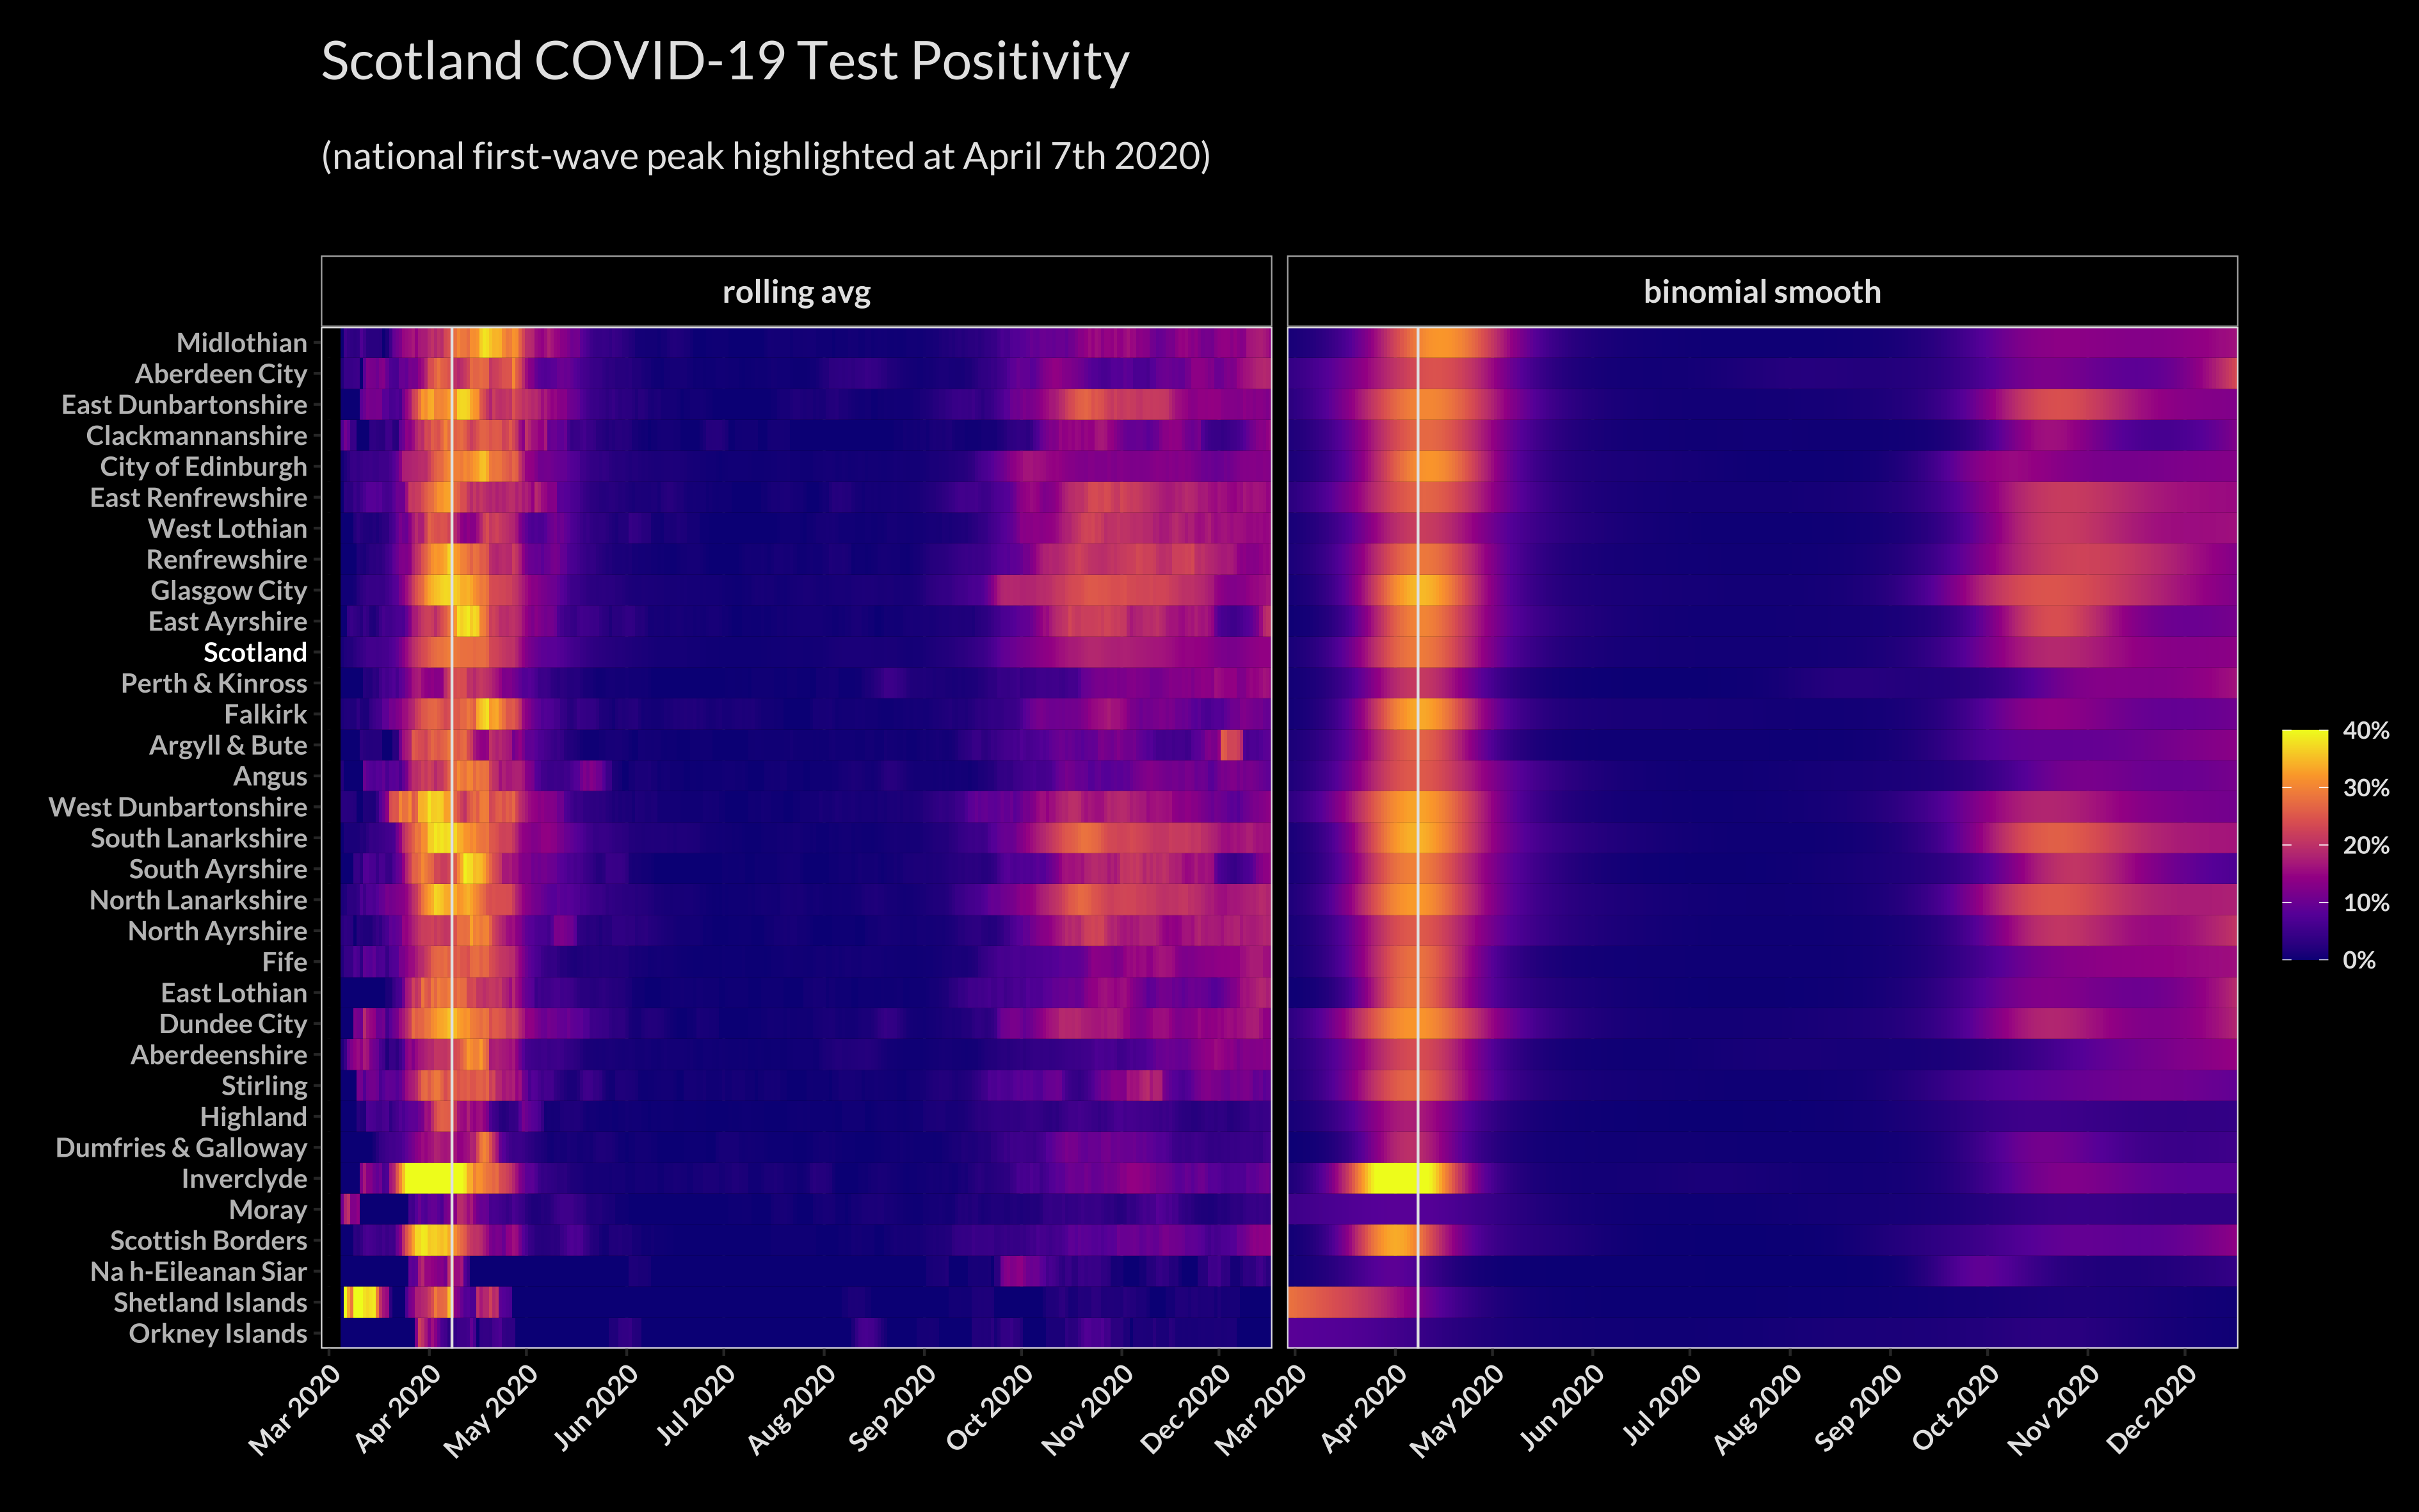 Scotland COVID-19 Test Positivity
(national first-wave peak highlighted at April 7th 2020)
rolling avg
binomial smooth
Midlothian
Aberdeen City
East Dunbartonshire
Clackmannanshire
City of Edinburgh
East Renfrewshire
West Lothian
Renfrewshire
Glasgow City
East Ayrshire
Scotland
Perth & Kinross
Falkirk
Argyll & Bute
Angus
West Dunbartonshire
South Lanarkshire
South Ayrshire
North Lanarkshire
North Ayrshire
Fife
East Lothian
Dundee City
Aberdeenshire
Stirling
Highland
Dumfries & Galloway
Inverclyde
Moray
Scottish Borders
Na h-Eileanan Siar
Shetland Islands
Orkney Islands
Mar 2020
Apr 2020
May 2020
Jun 2020
Jul 2020
Aug 2020
Sep 2020
Oct 2020
Nov 2020
Dec 2020
Mar 2020
Apr 2020
May 2020
Jun 2020
Jul 2020
Aug 2020
Sep 2020
Oct 2020
Nov 2020
Dec 2020
40%
30%
20%
10%
0%